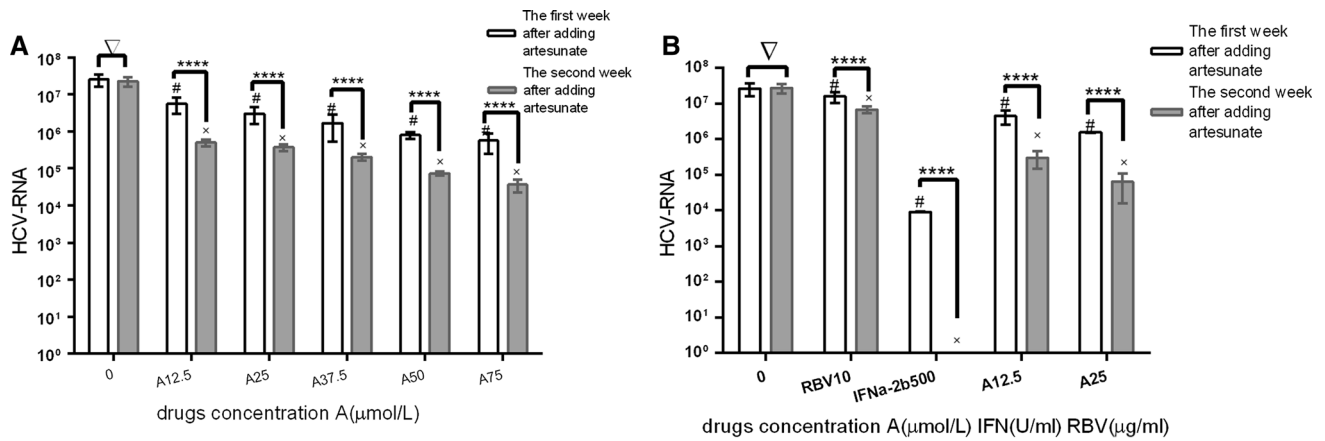 A
The first week
after adding
artesunate
The second week
after adding
artesunate
▽
****
****
****
****
****
#
#
#
#
#
×
×
×
×
×
HCV-RNA
10⁸
10⁷
10⁶
10⁵
10⁴
10³
10²
10¹
10⁰
0 A12.5 A25 A37.5 A50 A75
drugs concentration A(μmol/L)
B
The first week
after adding
artesunate
The second week
after adding
artesunate
▽
****
****
****
****
#
#
#
#
×
×
×
×
HCV-RNA
10⁸
10⁷
10⁶
10⁵
10⁴
10³
10²
10¹
10⁰
0 RBV10 IFNa-2b500 A12.5 A25
drugs concentration A(μmol/L) IFN(U/ml) RBV(μg/ml)